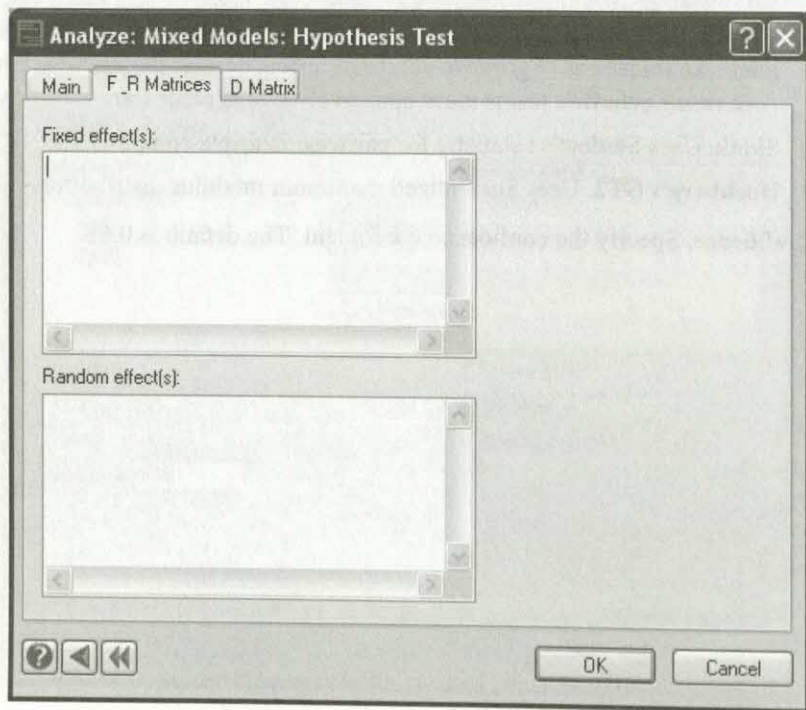 Analyze: Mixed Models: Hypothesis Test
Main F_R Matrices D Matrix
Fixed effect(s):
Random effect(s):
OK Cancel